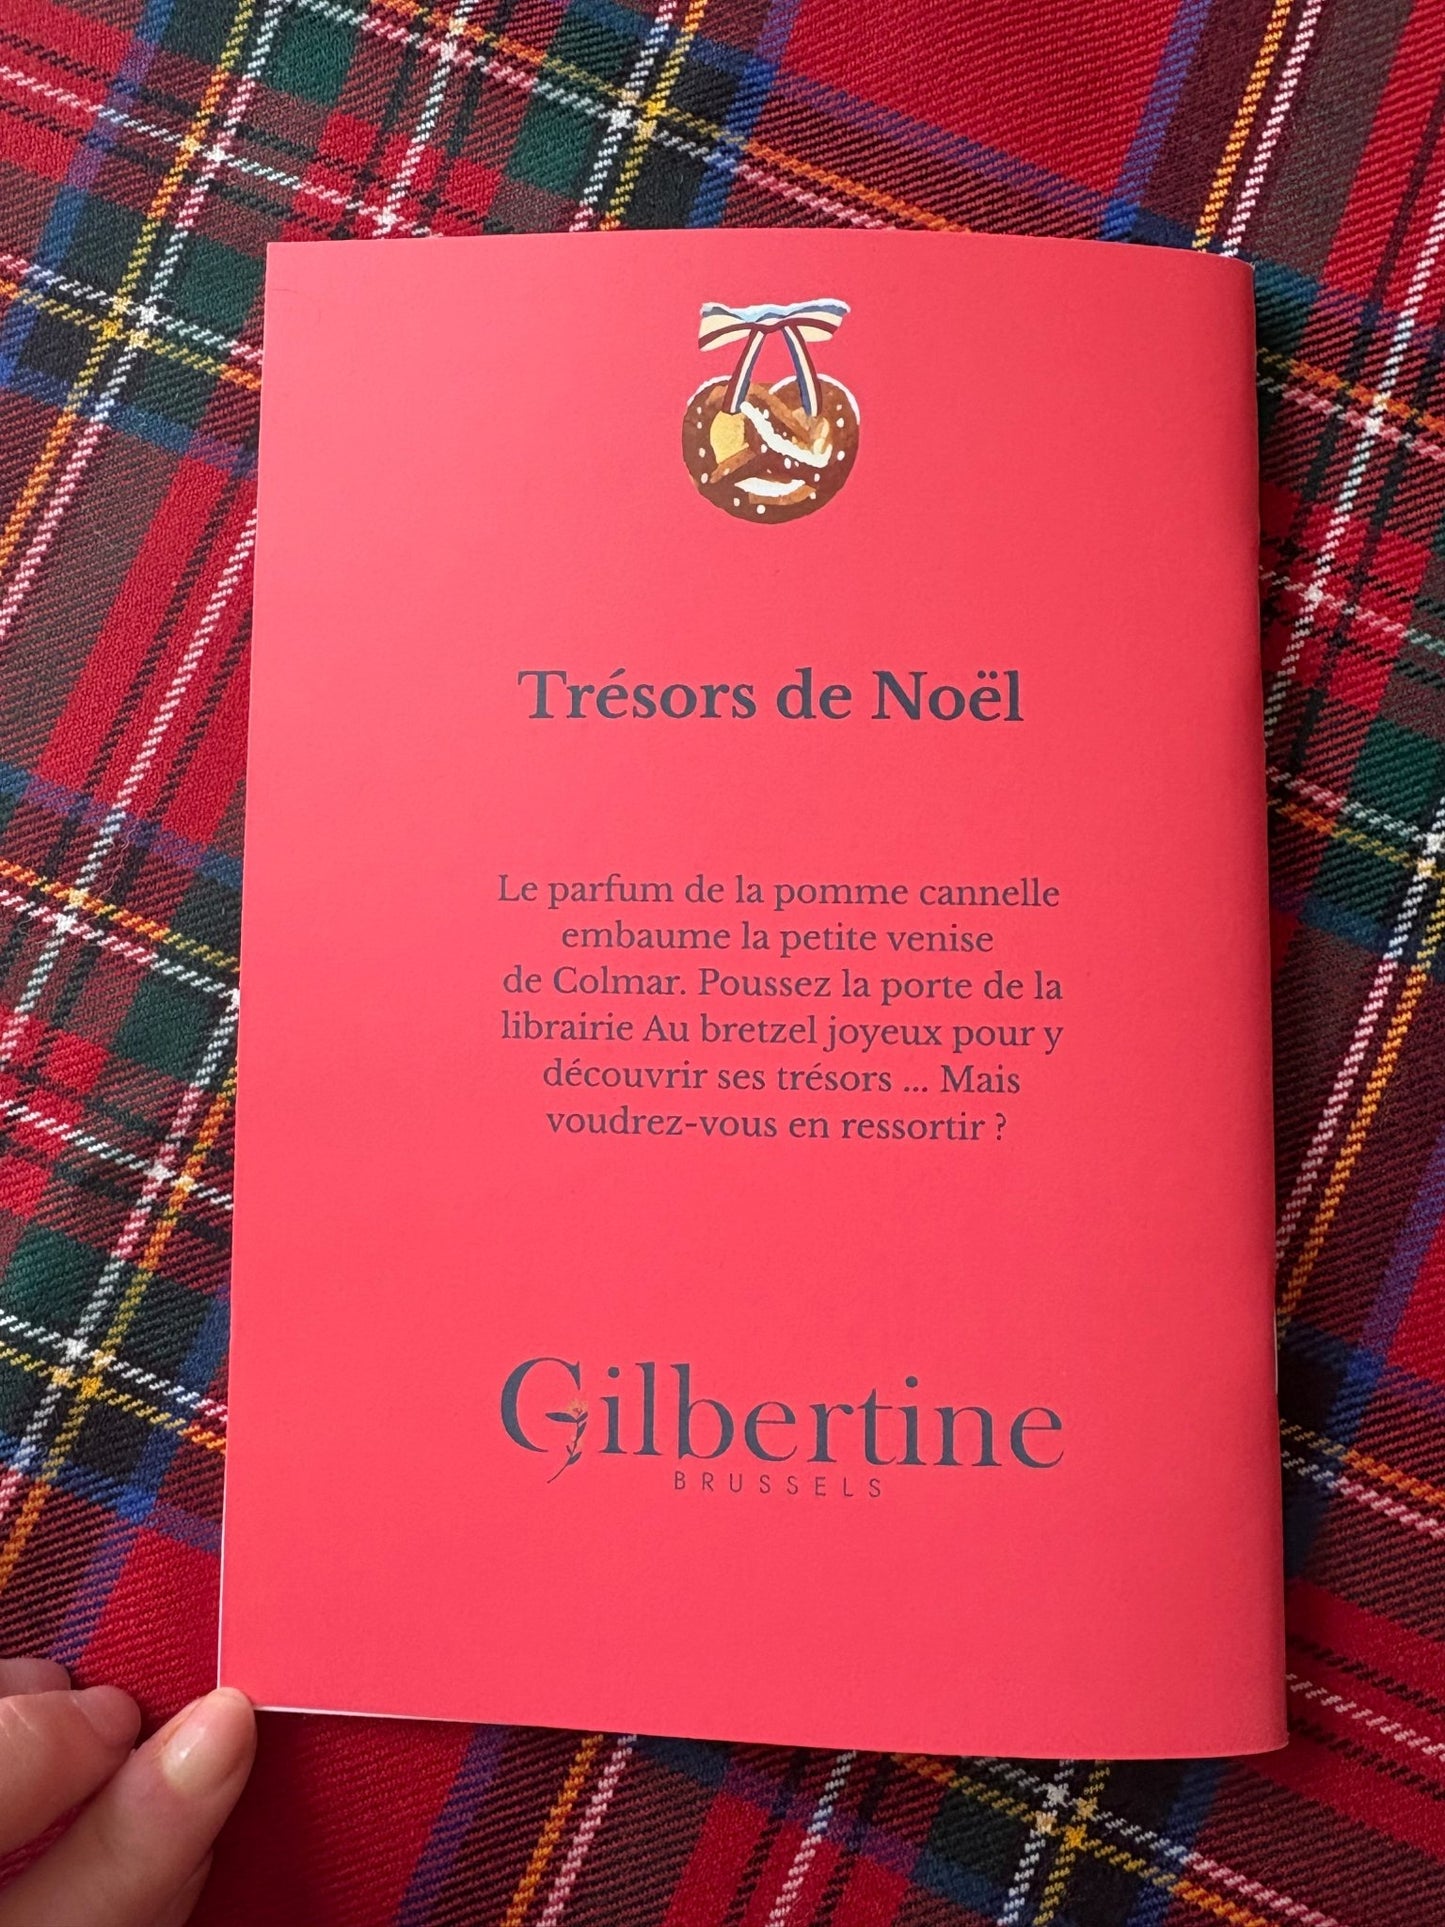 Trésors de Noël
Le parfum de la pomme cannelle
embaume la petite venise
de Colmar. Poussez la porte de la
librairie Au bretzel joyeux pour y
découvrir ses trésors ... Mais
voudrez-vous en ressortir ?
Gilbertine
BRUSSELS